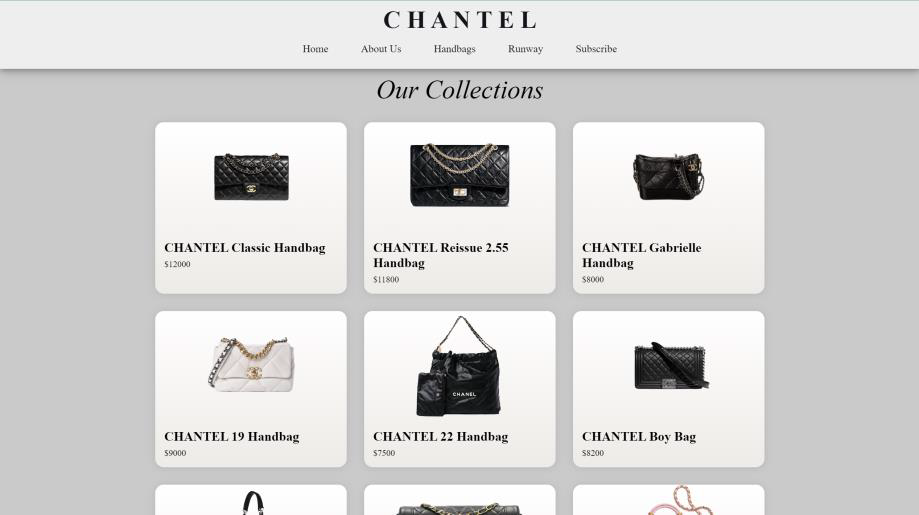 CHANTEL
Home About Us Handbags Runway Subscribe
Our Collections
CHANTEL Classic Handbag
$12000
CHANTEL Reissue 2.55
Handbag
$11800
CHANTEL Gabrielle
Handbag
$8000
CHANEL
CHANTEL 19 Handbag
$9000
CHANTEL 22 Handbag
$7500
CHANTEL Boy Bag
$8200